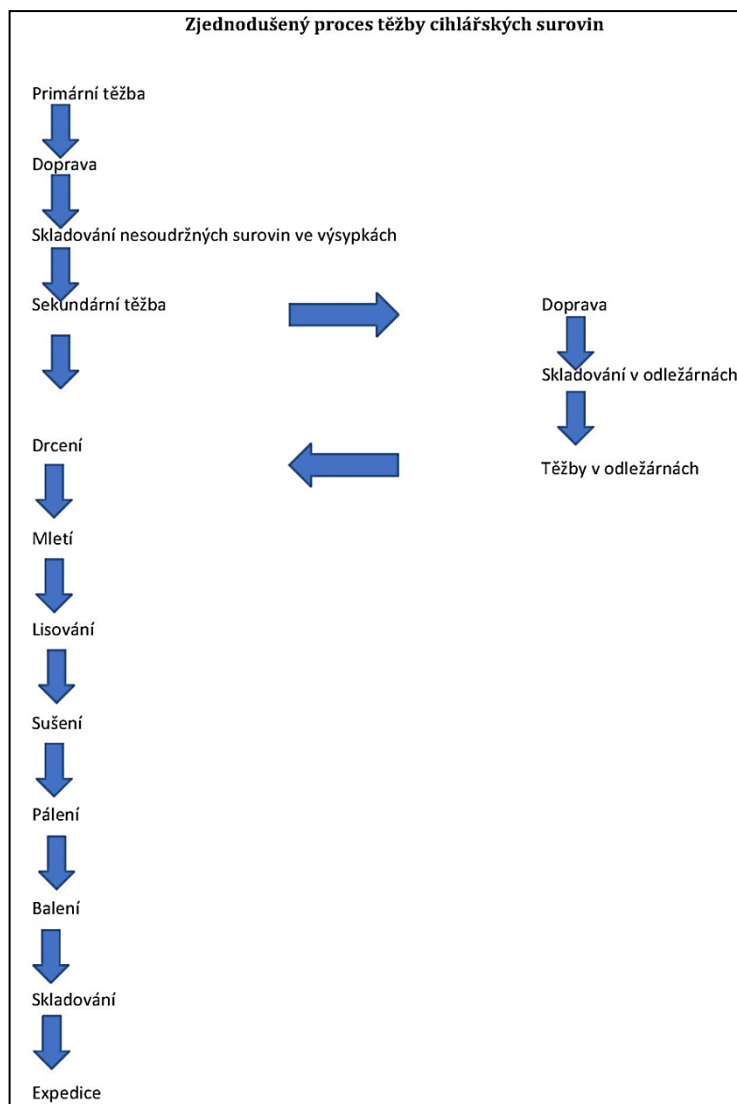 Zjednodušený proces těžby cihlářských surovin
Primární těžba
Doprava
Skladování nesoudržných surovin ve výsypkách
Sekundární těžba
Doprava
Skladování v odležárnách
Těžby v odležárnách
Drcení
Mletí
Lisování
Sušení
Pálení
Balení
Skladování
Expedice